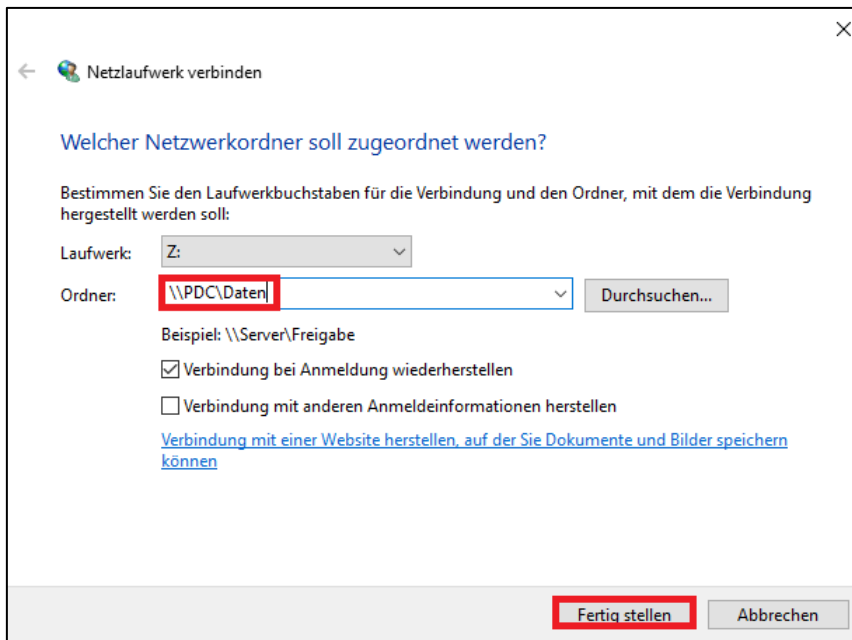 Netzlaufwerk verbinden
Welcher Netzwerkordner soll zugeordnet werden?
Bestimmen Sie den Laufwerkbuchstaben für die Verbindung und den Ordner, mit dem die Verbindung
hergestellt werden soll:
Laufwerk: Z:
Ordner: \\PDC\Daten Durchsuchen...
Beispiel: \\Server\Freigabe
Verbindung bei Anmeldung wiederherstellen
Verbindung mit anderen Anmeldeinformationen herstellen
Verbindung mit einer Website herstellen, auf der Sie Dokumente und Bilder speichern
können
Fertig stellen Abbrechen